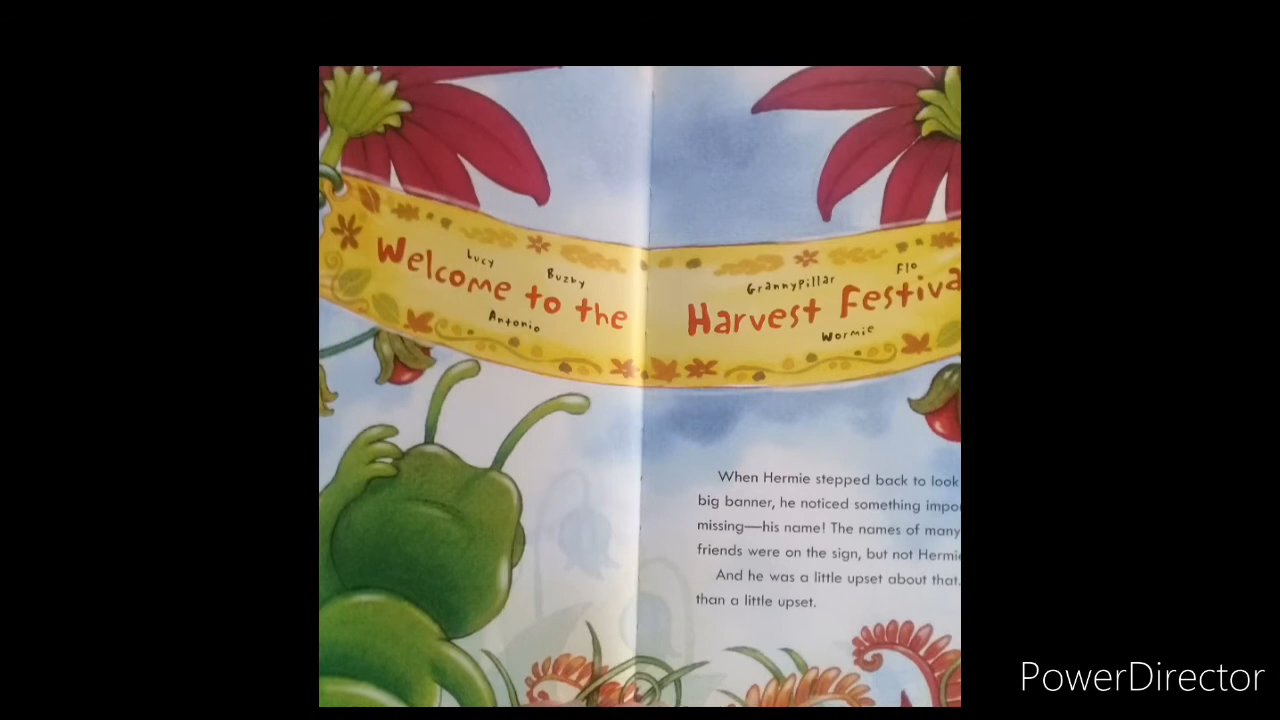 Lucy Buzby
Welcome to the
Antonio
Grannypillar Flo
Harvest Festiva
Wormie
When Hermie stepped back to look
big banner, he noticed something impo
missing—his name! The names of many
friends were on the sign, but not Hermi
And he was a little upset about that.
than a little upset.
PowerDirector